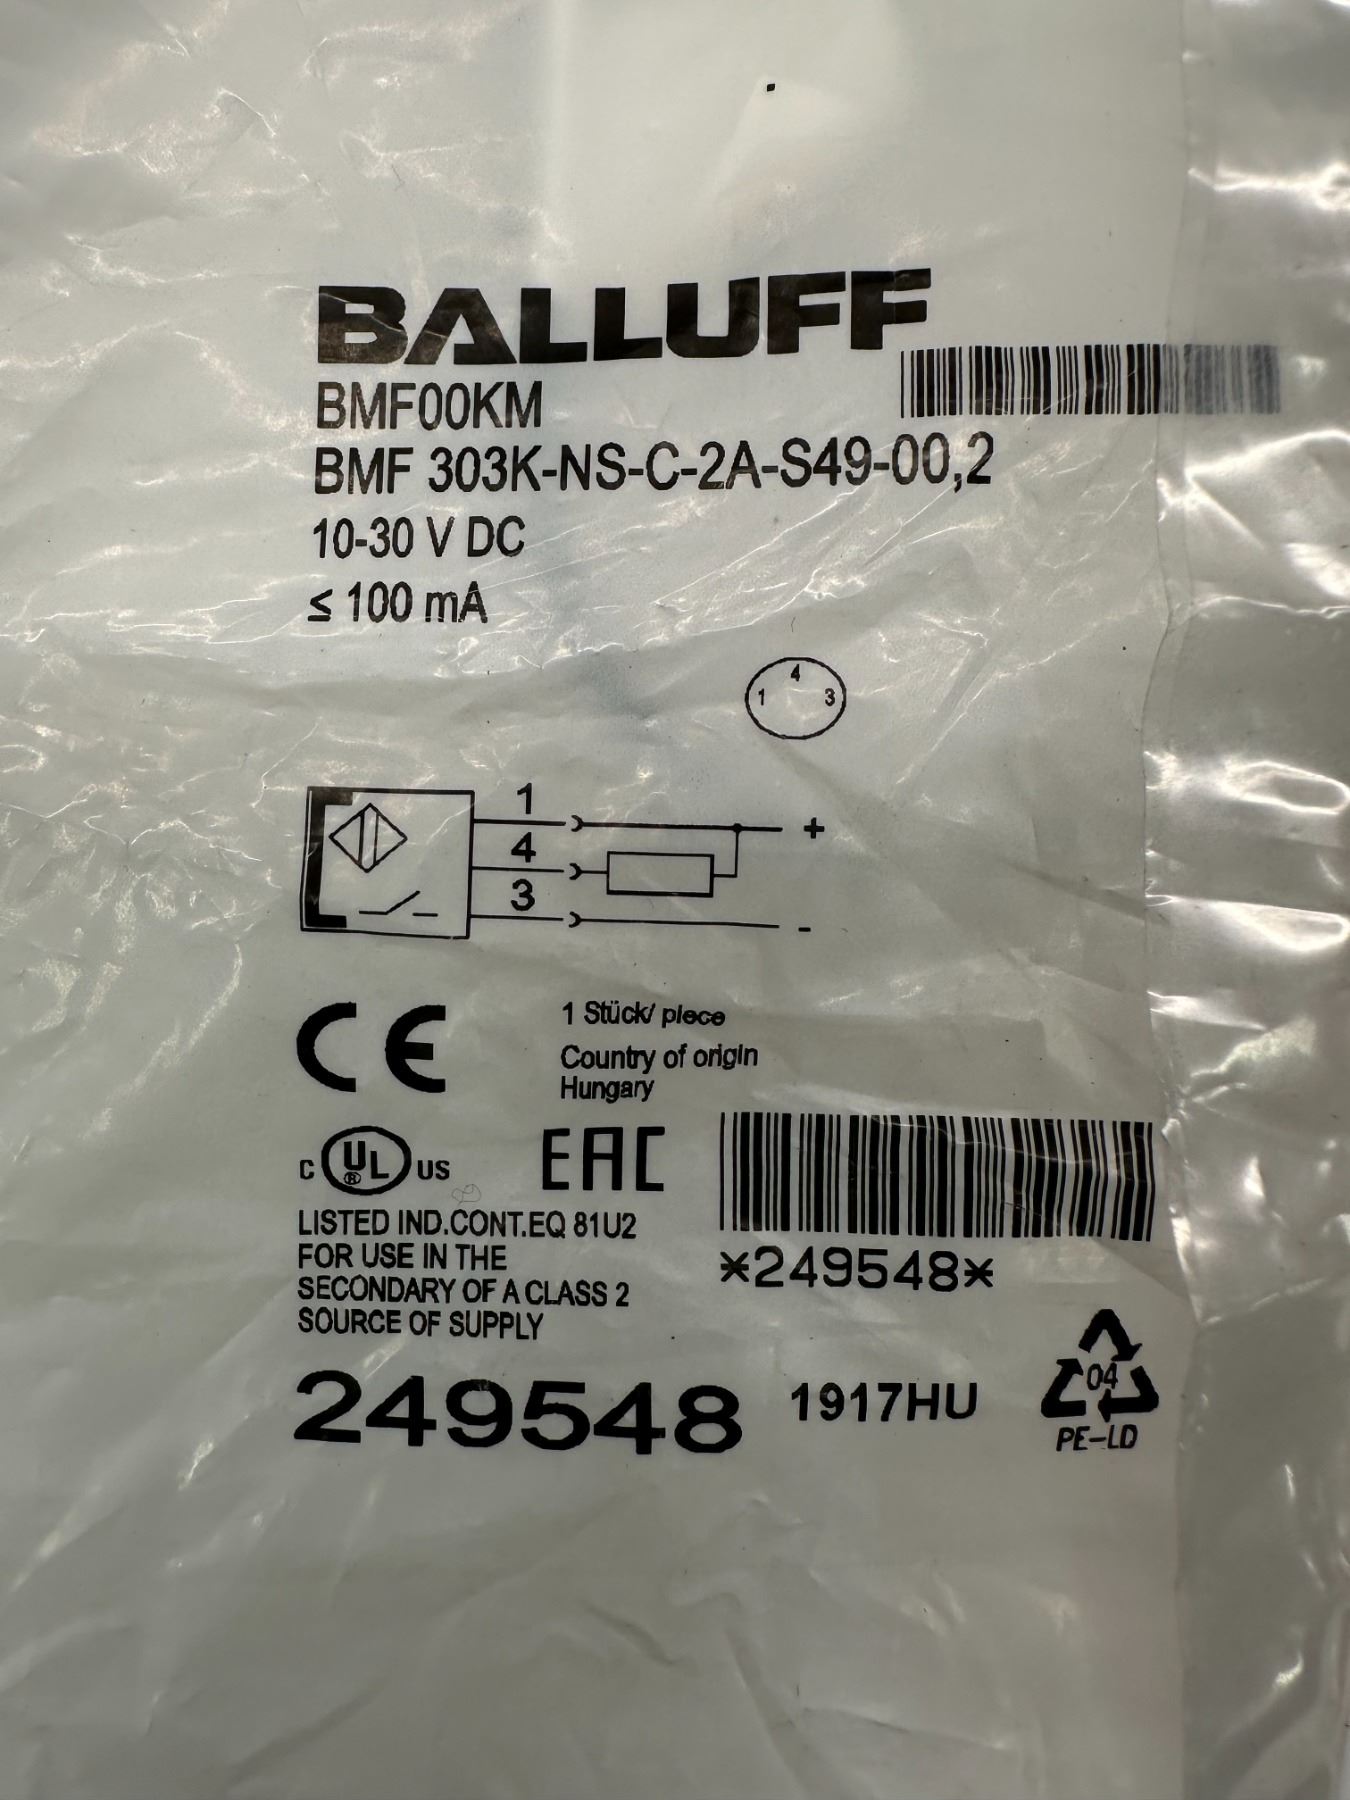 BALLUFF
BMF00KM
BMF 303K-NS-C-2A-S49-00,2
10-30 V DC
≤ 100 mA
4
1 3
1
+
4
3
-
CE
1 Stück/ piece
Country of origin
Hungary
C UL® US
EAC
LISTED IND.CONT.EQ 81U2
FOR USE IN THE
SECONDARY OF A CLASS 2
SOURCE OF SUPPLY
*249548*
249548
1917HU
04
PE-LD